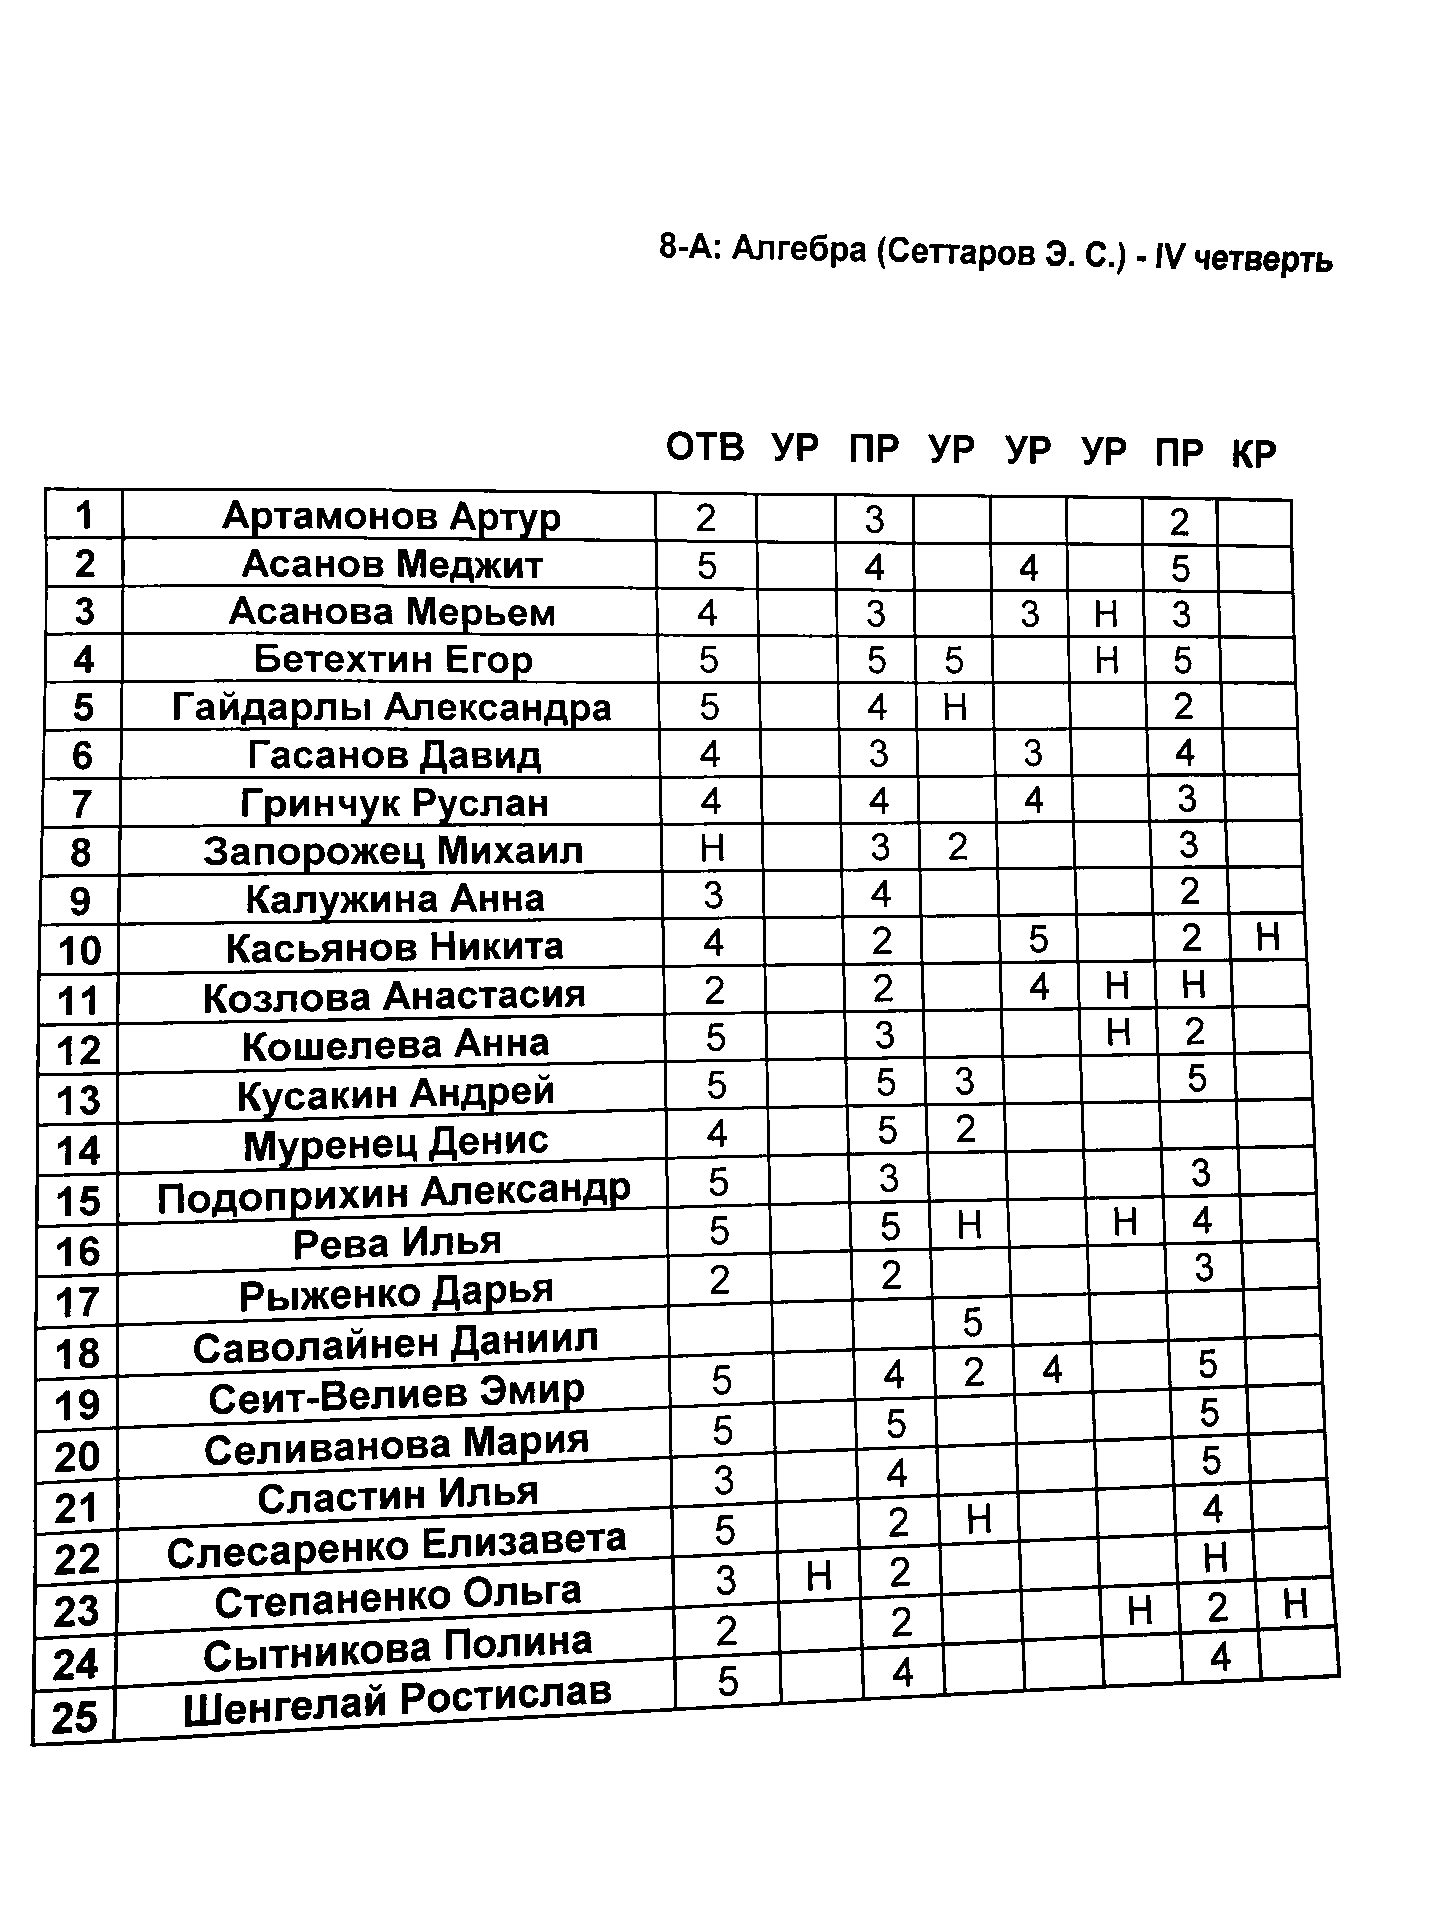 8-А: Алгебра (Сеттаров Э. С.) - IV четверть
ОТВ УР ПР УР УР УР ПР КР
1 Артамонов Артур 2 3 2
2 Асанов Меджит 5 4 4 5
3 Асанова Мерьем 4 3 3 Н 3
4 Бетехтин Егор 5 5 5 Н 5
5 Гайдарлы Александра 5 4 Н 2
6 Гасанов Давид 4 3 3 4
7 Гринчук Руслан 4 4 4 3
8 Запорожец Михаил Н 3 2 3
9 Калужина Анна 3 4 2
10 Касьянов Никита 4 2 5 2 Н
11 Козлова Анастасия 2 2 4 Н Н
12 Кошелева Анна 5 3 Н 2
13 Кусакин Андрей 5 5 3 5
14 Муренец Денис 4 5 2
15 Подоприхин Александр 5 3 3
16 Рева Илья 5 5 Н Н 4
17 Рыженко Дарья 2 2 3
18 Саволайнен Даниил 5
19 Сеит-Велиев Эмир 5 4 2 4 5
20 Селиванова Мария 5 5 5
21 Сластин Илья 3 4 5
22 Слесаренко Елизавета 5 2 Н 4
23 Степаненко Ольга 3 Н 2 Н
24 Сытникова Полина 2 2 Н 2 Н
25 Шенгелай Ростислав 5 4 4